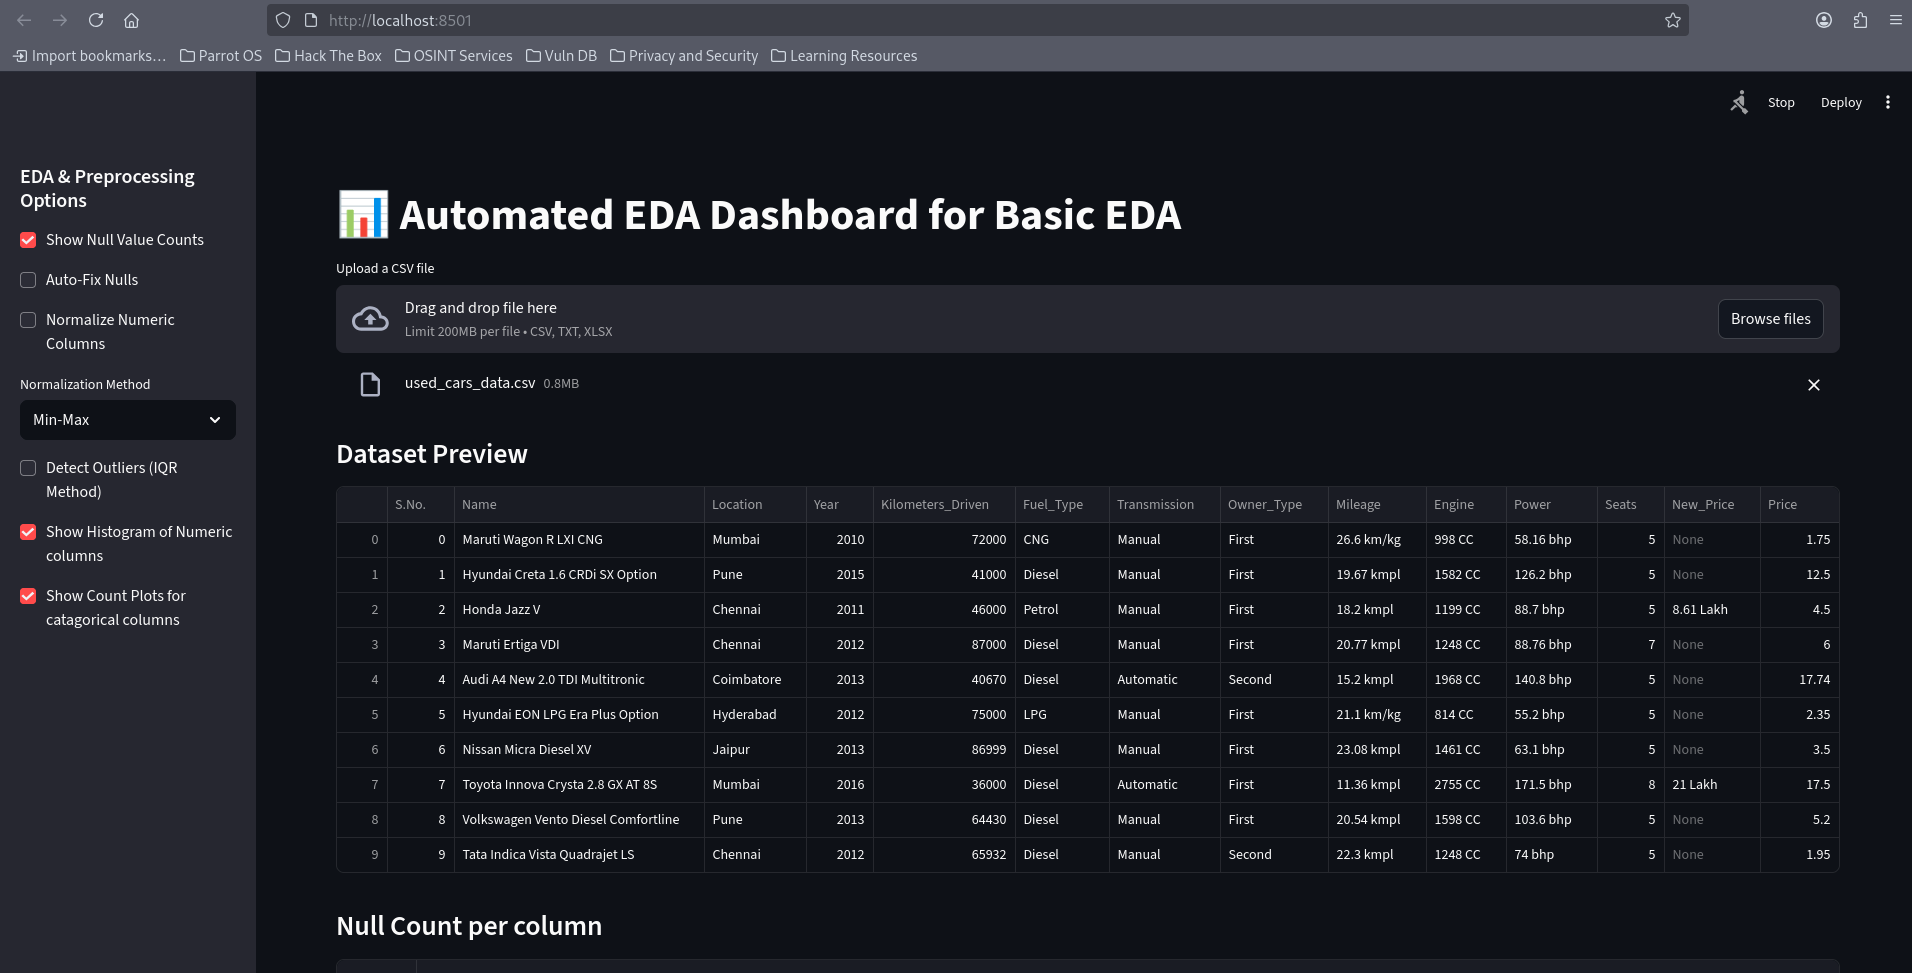 http://localhost:8501
Import bookmarks… Parrot OS Hack The Box OSINT Services Vuln DB Privacy and Security Learning Resources
Stop Deploy
EDA & Preprocessing
Options
Show Null Value Counts
Auto-Fix Nulls
Normalize Numeric
Columns
Normalization Method
Min-Max
Detect Outliers (IQR
Method)
Show Histogram of Numeric
columns
Show Count Plots for
catagorical columns
Automated EDA Dashboard for Basic EDA
Upload a CSV file
Drag and drop file here
Limit 200MB per file • CSV, TXT, XLSX
Browse files
used_cars_data.csv 0.8MB
Dataset Preview
S.No. Name Location Year Kilometers_Driven Fuel_Type Transmission Owner_Type Mileage Engine Power Seats New_Price Price
0 0 Maruti Wagon R LXI CNG Mumbai 2010 72000 CNG Manual First 26.6 km/kg 998 CC 58.16 bhp 5 None 1.75
1 1 Hyundai Creta 1.6 CRDi SX Option Pune 2015 41000 Diesel Manual First 19.67 kmpl 1582 CC 126.2 bhp 5 None 12.5
2 2 Honda Jazz V Chennai 2011 46000 Petrol Manual First 18.2 kmpl 1199 CC 88.7 bhp 5 8.61 Lakh 4.5
3 3 Maruti Ertiga VDI Chennai 2012 87000 Diesel Manual First 20.77 kmpl 1248 CC 88.76 bhp 7 None 6
4 4 Audi A4 New 2.0 TDI Multitronic Coimbatore 2013 40670 Diesel Automatic Second 15.2 kmpl 1968 CC 140.8 bhp 5 None 17.74
5 5 Hyundai EON LPG Era Plus Option Hyderabad 2012 75000 LPG Manual First 21.1 km/kg 814 CC 55.2 bhp 5 None 2.35
6 6 Nissan Micra Diesel XV Jaipur 2013 86999 Diesel Manual First 23.08 kmpl 1461 CC 63.1 bhp 5 None 3.5
7 7 Toyota Innova Crysta 2.8 GX AT 8S Mumbai 2016 36000 Diesel Automatic First 11.36 kmpl 2755 CC 171.5 bhp 8 21 Lakh 17.5
8 8 Volkswagen Vento Diesel Comfortline Pune 2013 64430 Diesel Manual First 20.54 kmpl 1598 CC 103.6 bhp 5 None 5.2
9 9 Tata Indica Vista Quadrajet LS Chennai 2012 65932 Diesel Manual Second 22.3 kmpl 1248 CC 74 bhp 5 None 1.95
Null Count per column